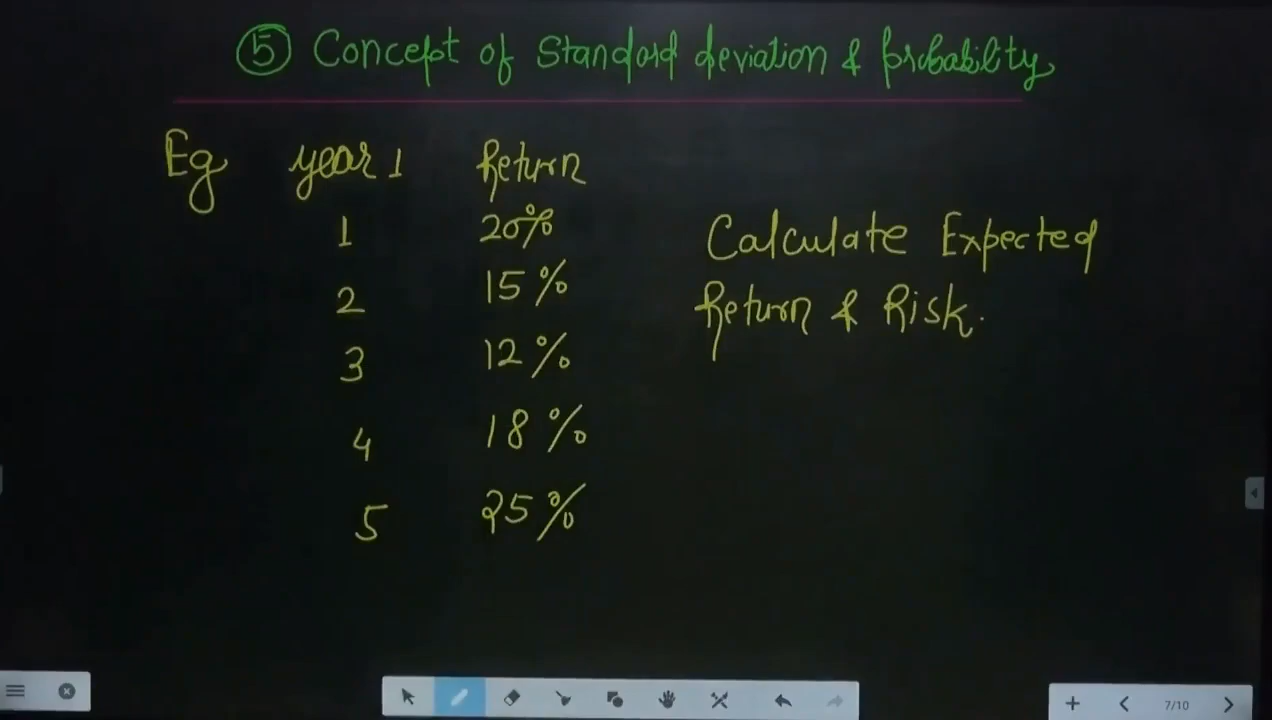 ⑤ Concept of Standard deviation & probability
Eg year 1 Return
1 20%
2 15%
3 12%
4 18%
5 25%
Calculate Expected
Return & Risk.
7/10